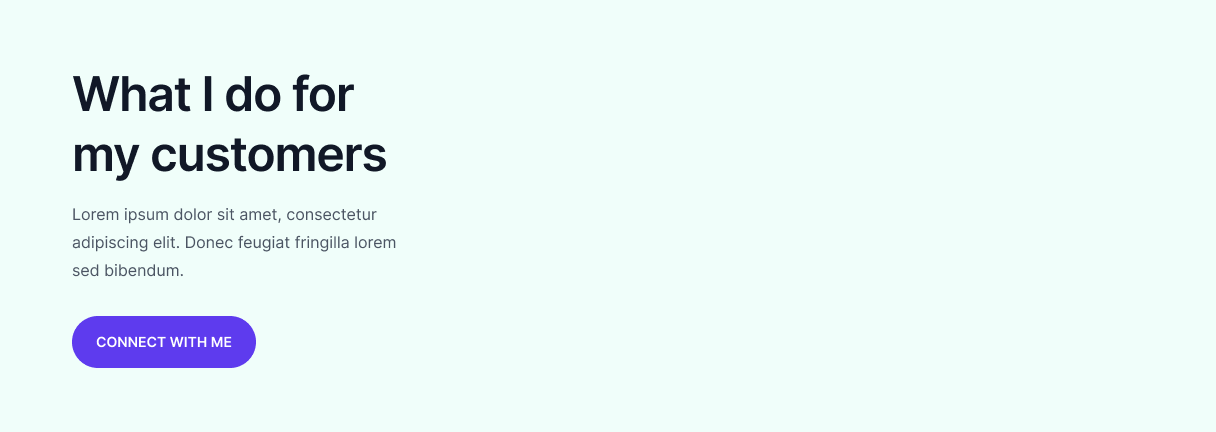 What I do for
my customers
Lorem ipsum dolor sit amet, consectetur
adipiscing elit. Donec feugiat fringilla lorem
sed bibendum.
CONNECT WITH ME